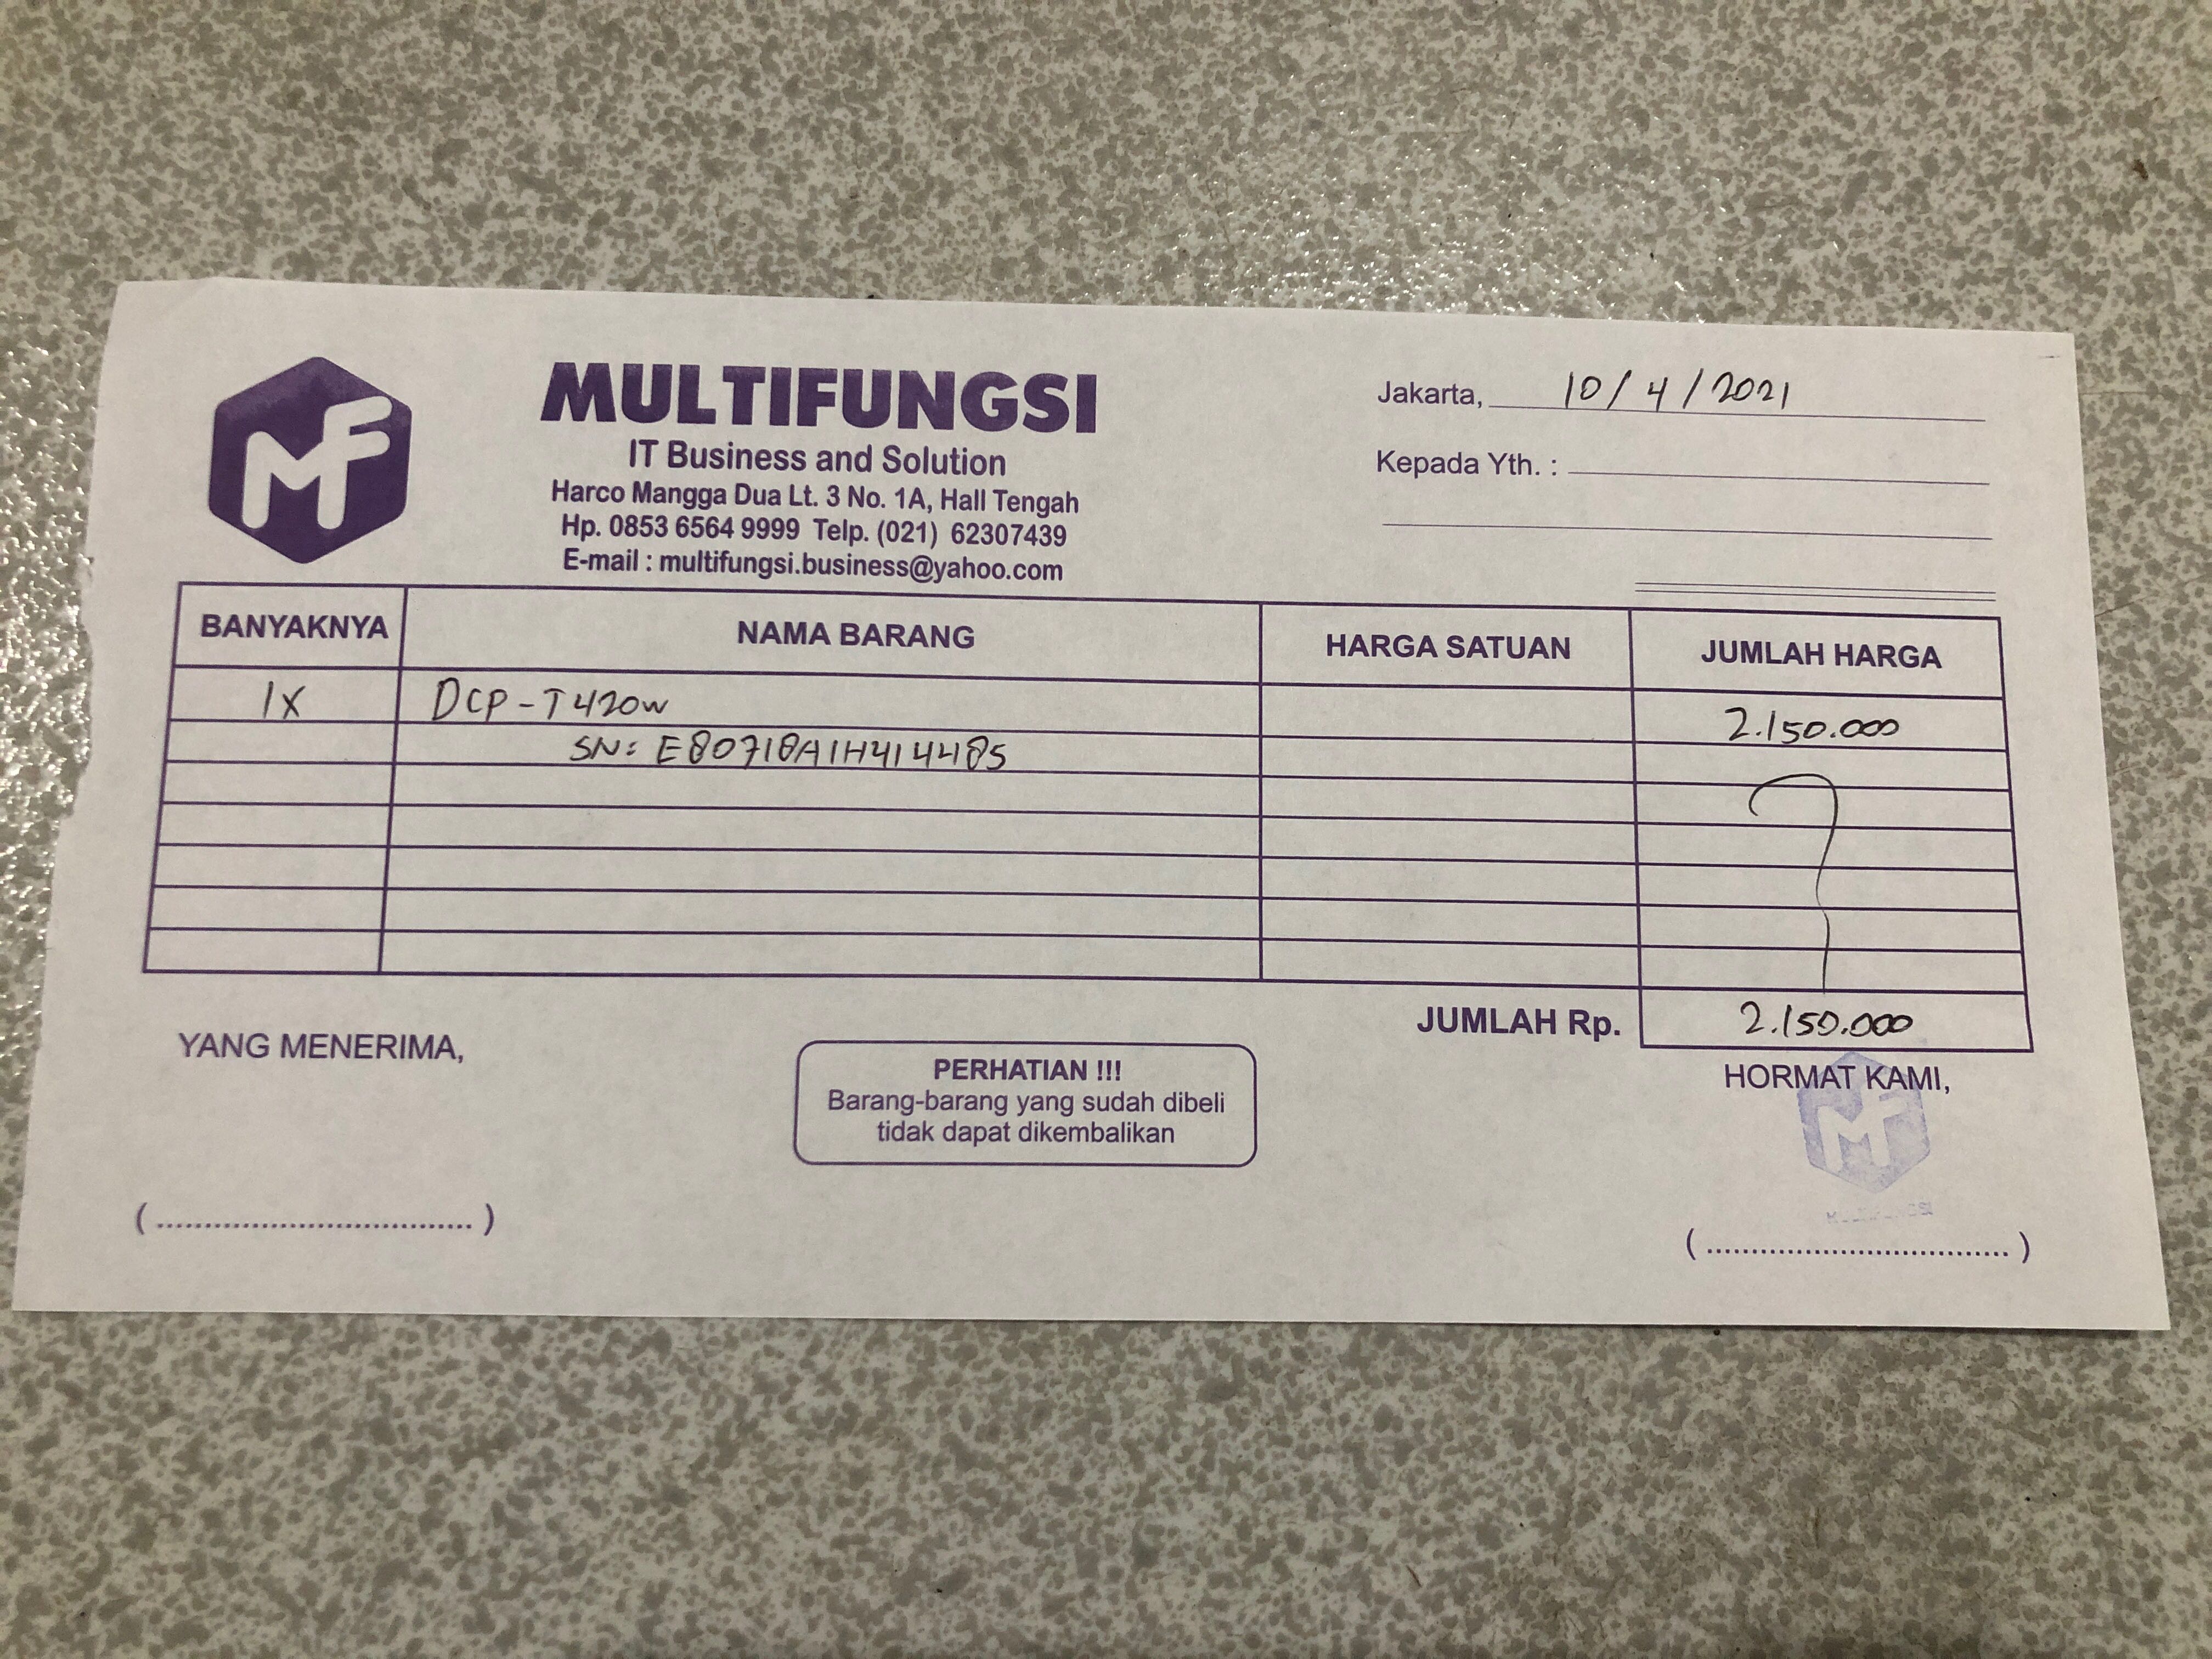 MF
MULTIFUNGSI
IT Business and Solution
Harco Mangga Dua Lt. 3 No. 1A, Hall Tengah
Hp. 0853 6564 9999 Telp. (021) 62307439
E-mail : multifungsi.business@yahoo.com
Jakarta, 10/4/2021
Kepada Yth. :
BANYAKNYA NAMA BARANG HARGA SATUAN JUMLAH HARGA
1X DCP-T420W 2.150.000
SN: E80718A1H414485
JUMLAH Rp. 2.150.000
YANG MENERIMA,
PERHATIAN !!!
Barang-barang yang sudah dibeli
tidak dapat dikembalikan
HORMAT KAMI,
MF
MULTIFUNGSI
( .................................. )
( .................................. )